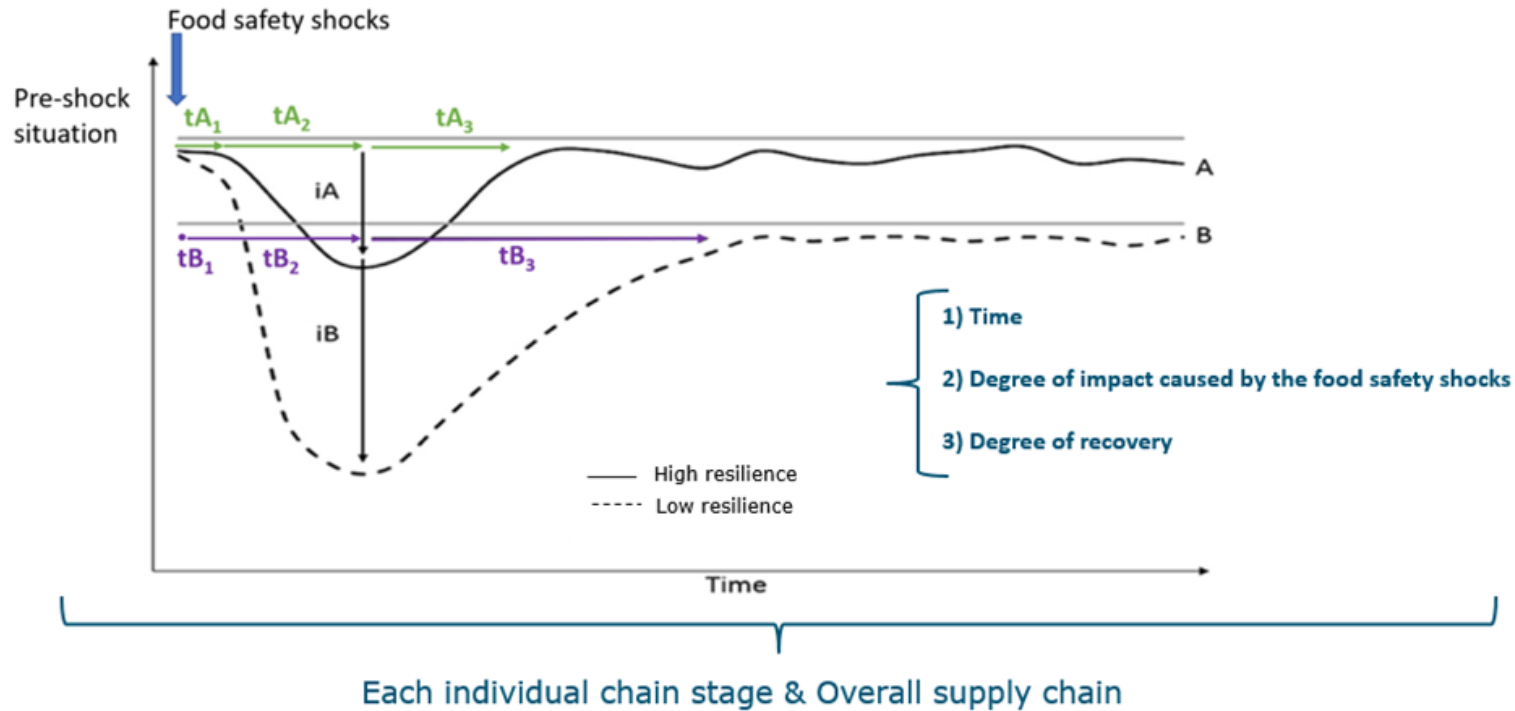 Food safety shocks
Pre-shock
situation
tA₁
tA₂
tA₃
iA
A
B
tB₁
tB₂
tB₃
iB
1) Time
2) Degree of impact caused by the food safety shocks
3) Degree of recovery
High resilience
Low resilience
Time
Each individual chain stage & Overall supply chain